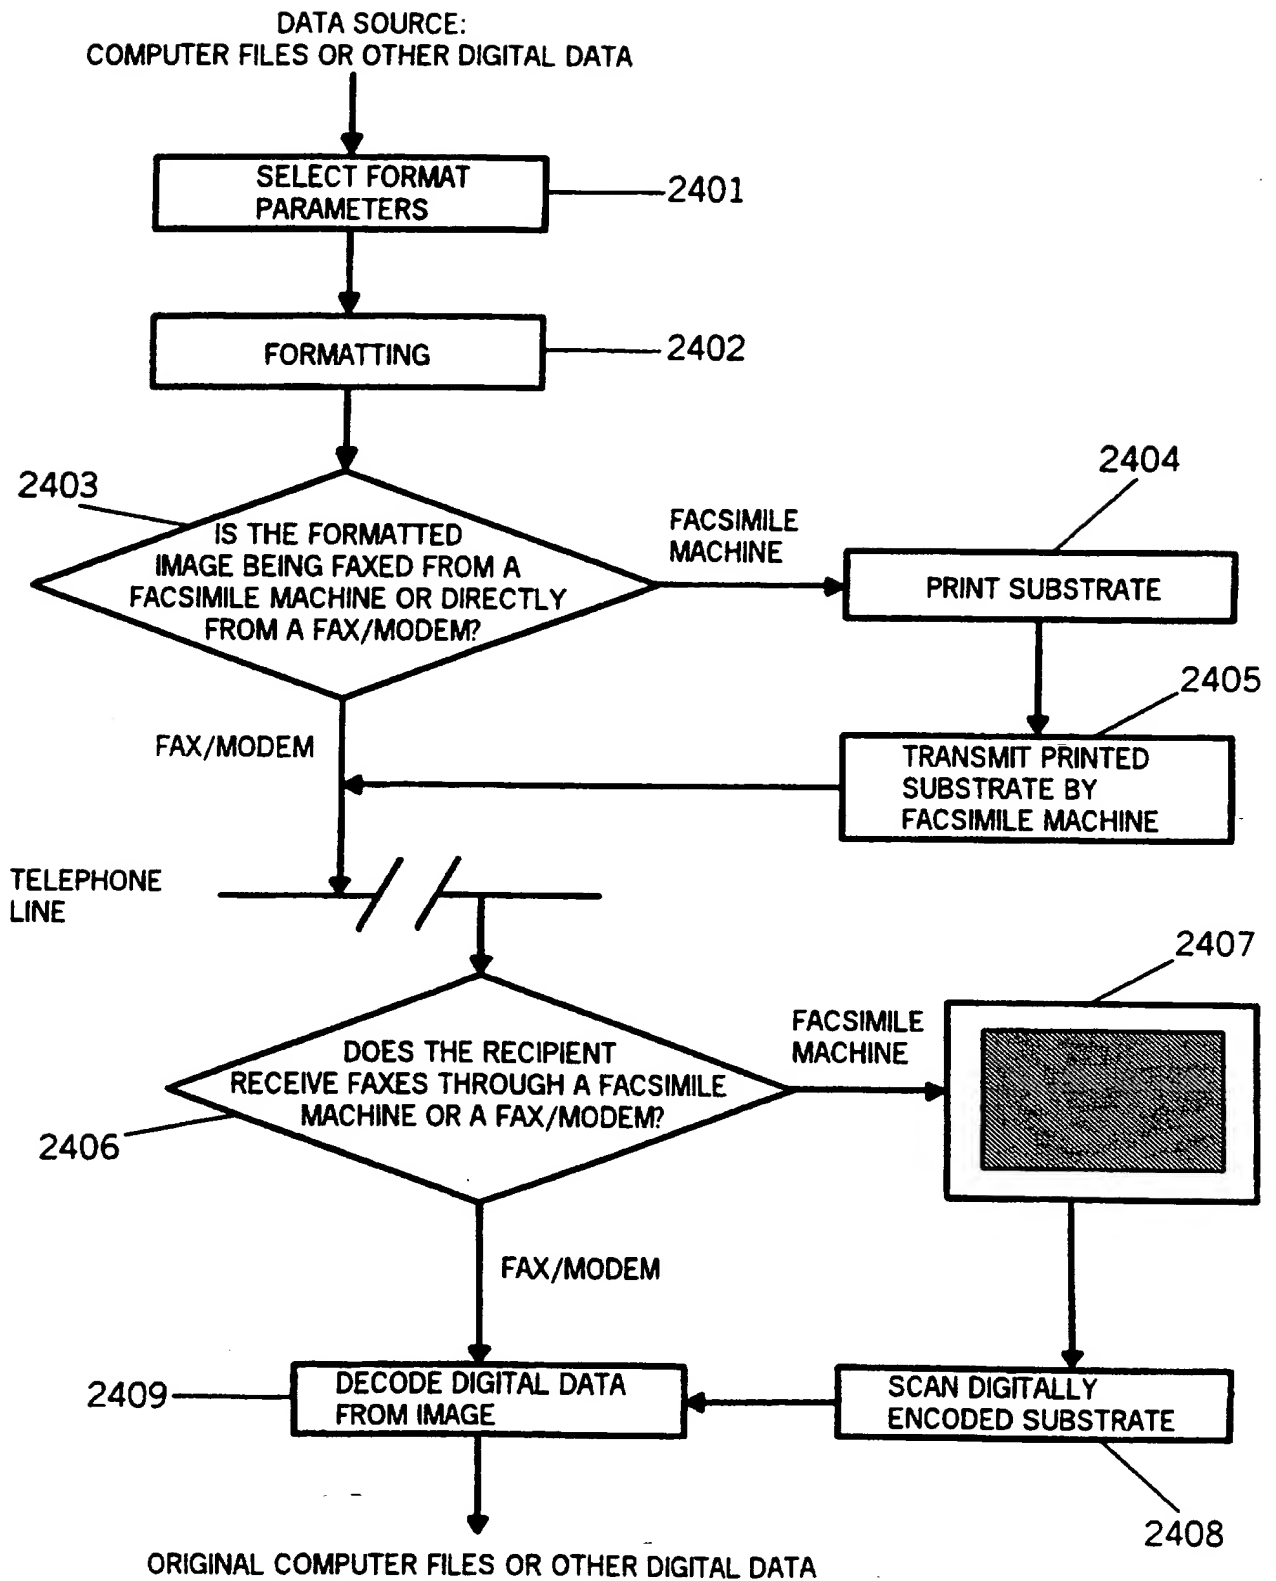 DATA SOURCE:
COMPUTER FILES OR OTHER DIGITAL DATA
SELECT FORMAT
PARAMETERS
2401
FORMATTING
2402
2403
IS THE FORMATTED
IMAGE BEING FAXED FROM A
FACSIMILE MACHINE OR DIRECTLY
FROM A FAX/MODEM?
FACSIMILE
MACHINE
2404
PRINT SUBSTRATE
2405
TRANSMIT PRINTED
SUBSTRATE BY
FACSIMILE MACHINE
FAX/MODEM
TELEPHONE
LINE
2406
DOES THE RECIPIENT
RECEIVE FAXES THROUGH A FACSIMILE
MACHINE OR A FAX/MODEM?
FACSIMILE
MACHINE
2407
FAX/MODEM
2409
DECODE DIGITAL DATA
FROM IMAGE
SCAN DIGITALLY
ENCODED SUBSTRATE
2408
ORIGINAL COMPUTER FILES OR OTHER DIGITAL DATA